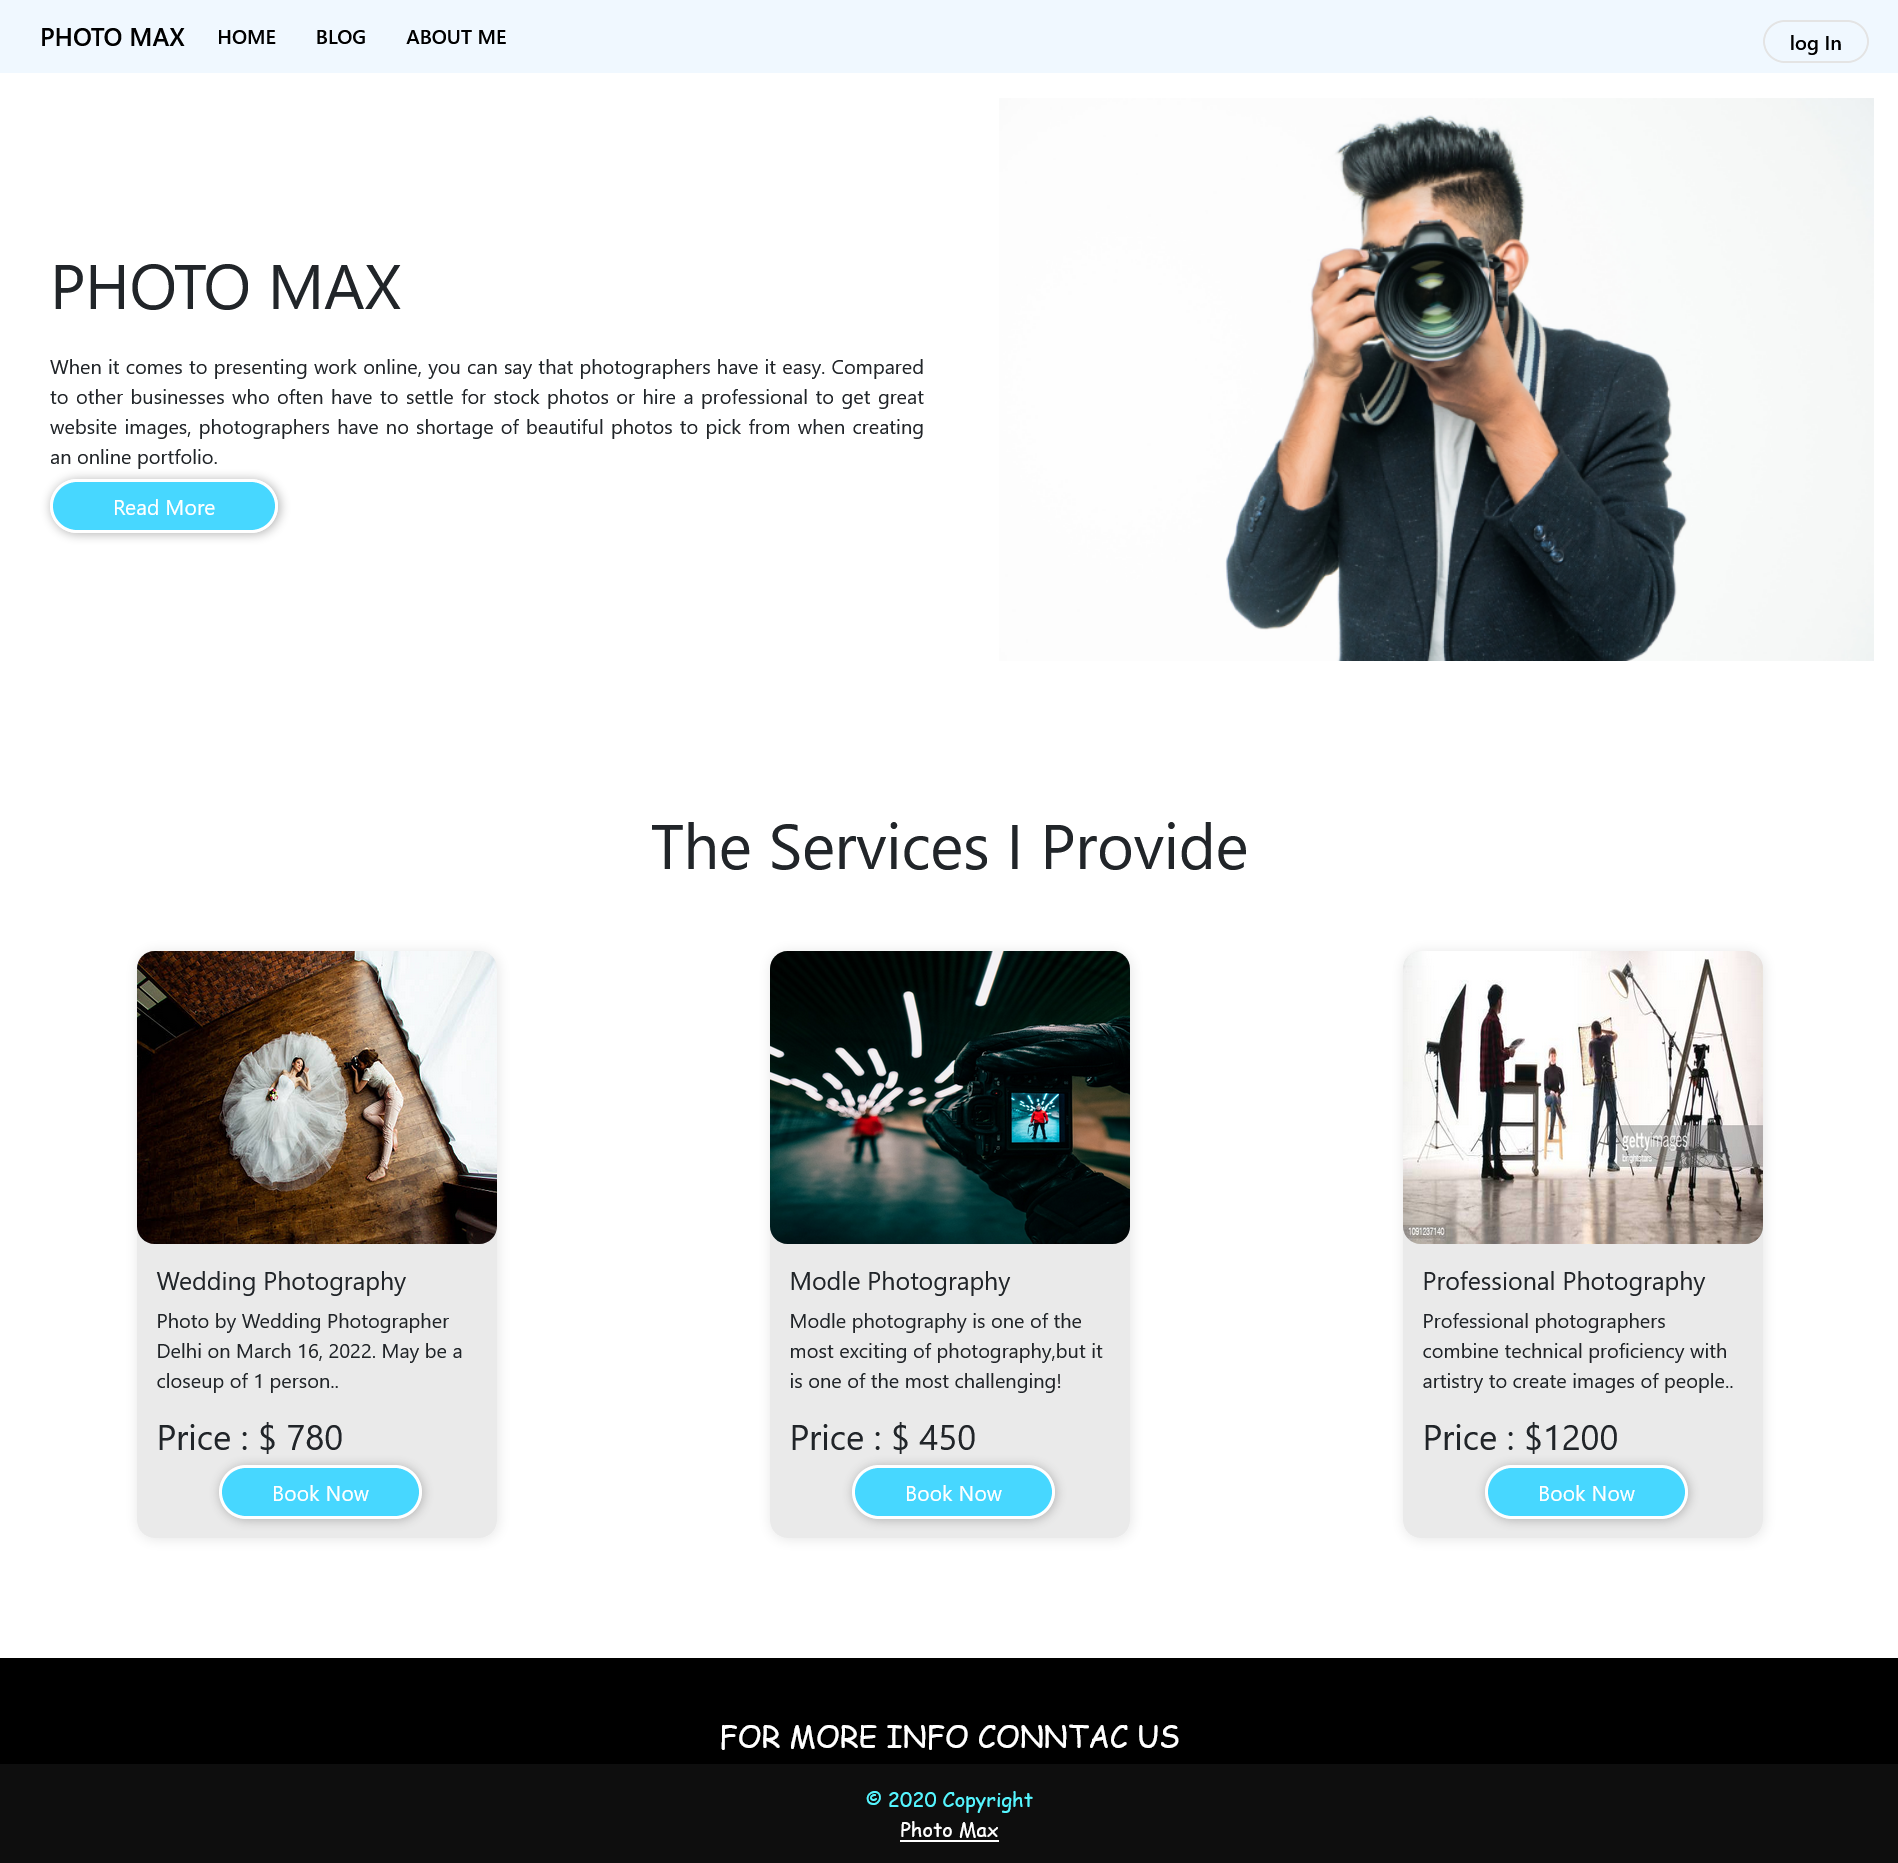 PHOTO MAX HOME BLOG ABOUT ME log In
PHOTO MAX
When it comes to presenting work online, you can say that photographers have it easy. Compared
to other businesses who often have to settle for stock photos or hire a professional to get great
website images, photographers have no shortage of beautiful photos to pick from when creating
an online portfolio.
Read More
The Services I Provide
gettyimages
1091237140
Wedding Photography
Photo by Wedding Photographer
Delhi on March 16, 2022. May be a
closeup of 1 person..
Price : $ 780
Book Now
Modle Photography
Modle photography is one of the
most exciting of photography,but it
is one of the most challenging!
Price : $ 450
Book Now
Professional Photography
Professional photographers
combine technical proficiency with
artistry to create images of people..
Price : $1200
Book Now
FOR MORE INFO CONNTAC US
© 2020 Copyright
Photo Max